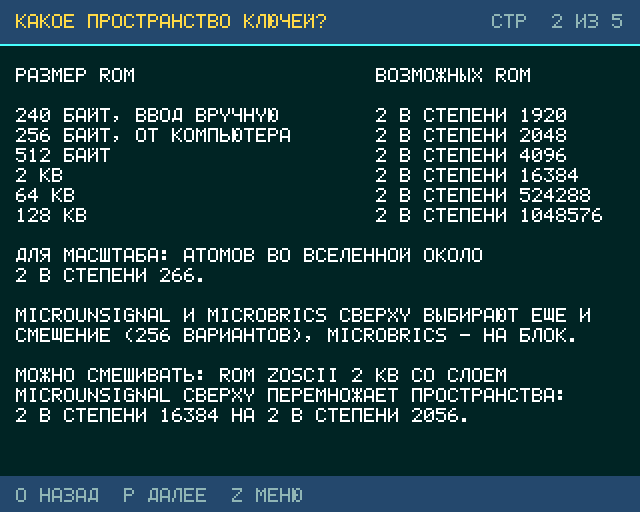 КАКОЕ ПРОСТРАНСТВО КЛЮЧЕЙ? СТР 2 ИЗ 5
РАЗМЕР ROM ВОЗМОЖНЫХ ROM
240 БАЙТ, ВВОД ВРУЧНУЮ 2 В СТЕПЕНИ 1920
256 БАЙТ, ОТ КОМПЬЮТЕРА 2 В СТЕПЕНИ 2048
512 БАЙТ 2 В СТЕПЕНИ 4096
2 KB 2 В СТЕПЕНИ 16384
64 KB 2 В СТЕПЕНИ 524288
128 KB 2 В СТЕПЕНИ 1048576
ДЛЯ МАСШТАБА: АТОМОВ ВО ВСЕЛЕННОЙ ОКОЛО
2 В СТЕПЕНИ 266.
MICROUNSIGNAL И MICROBRICS СВЕРХУ ВЫБИРАЮТ ЕЩЕ И
СМЕЩЕНИЕ (256 ВАРИАНТОВ), MICROBRICS - НА БЛОК.
МОЖНО СМЕШИВАТЬ: ROM ZOSCII 2 KB СО СЛОЕМ
MICROUNSIGNAL СВЕРХУ ПЕРЕМНОЖАЕТ ПРОСТРАНСТВА:
2 В СТЕПЕНИ 16384 НА 2 В СТЕПЕНИ 2056.
O НАЗАД P ДАЛЕЕ Z МЕНЮ